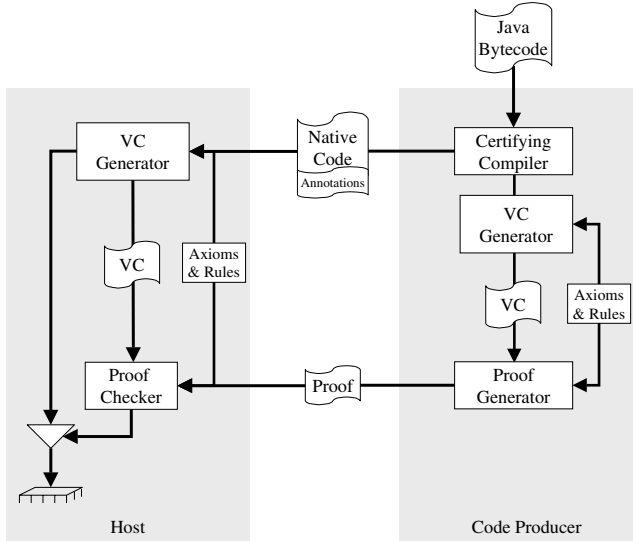 Java
Bytecode
VC
Generator
Native
Code
Annotations
Certifying
Compiler
VC
Generator
VC
Axioms
& Rules
VC
Axioms
& Rules
Proof
Checker
Proof
Proof
Generator
Host
Code Producer